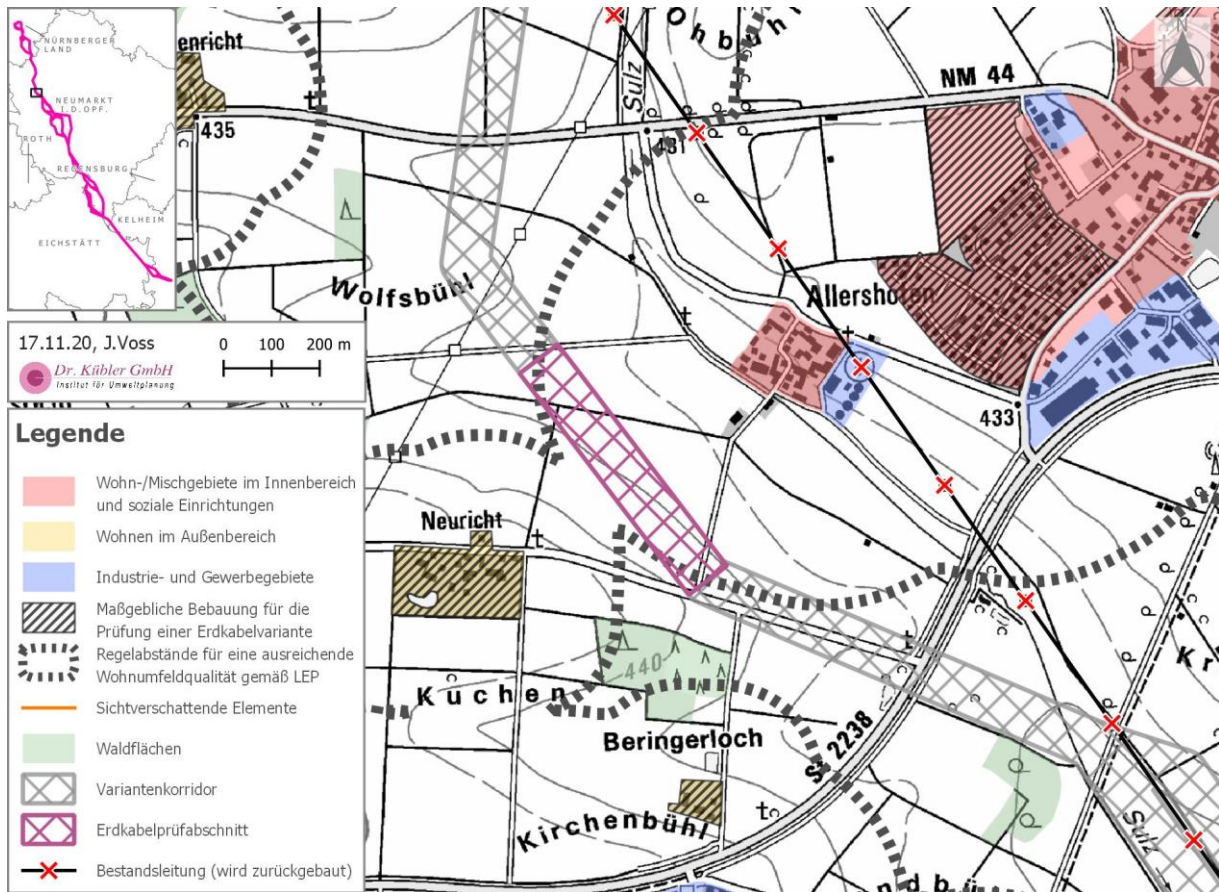 NÜRNBERGER
LAND
NEUMARKT
I.D.OPF.
ROTH
REGENSBURG
KELHEIM
EICHSTÄTT
17.11.20, J.Voss
0 100 200 m
Dr. Kübler GmbH
Institut für Umweltplanung
Legende
Wohn-/Mischgebiete im Innenbereich
und soziale Einrichtungen
Wohnen im Außenbereich
Industrie- und Gewerbegebiete
Maßgebliche Bebauung für die
Prüfung einer Erdkabelvariante
Regelabstände für eine ausreichende
Wohnumfeldqualität gemäß LEP
Sichtverschattende Elemente
Waldflächen
Variantenkorridor
Erdkabelprüfabschnitt
Bestandsleitung (wird zurückgebaut)
enricht
435
Sulz
431
NM 44
N
Wolfsbühl
433
Neuricht
440
Kuchen
Beringerloch
St 2238
Kirchenbühl
Kr
Sulz